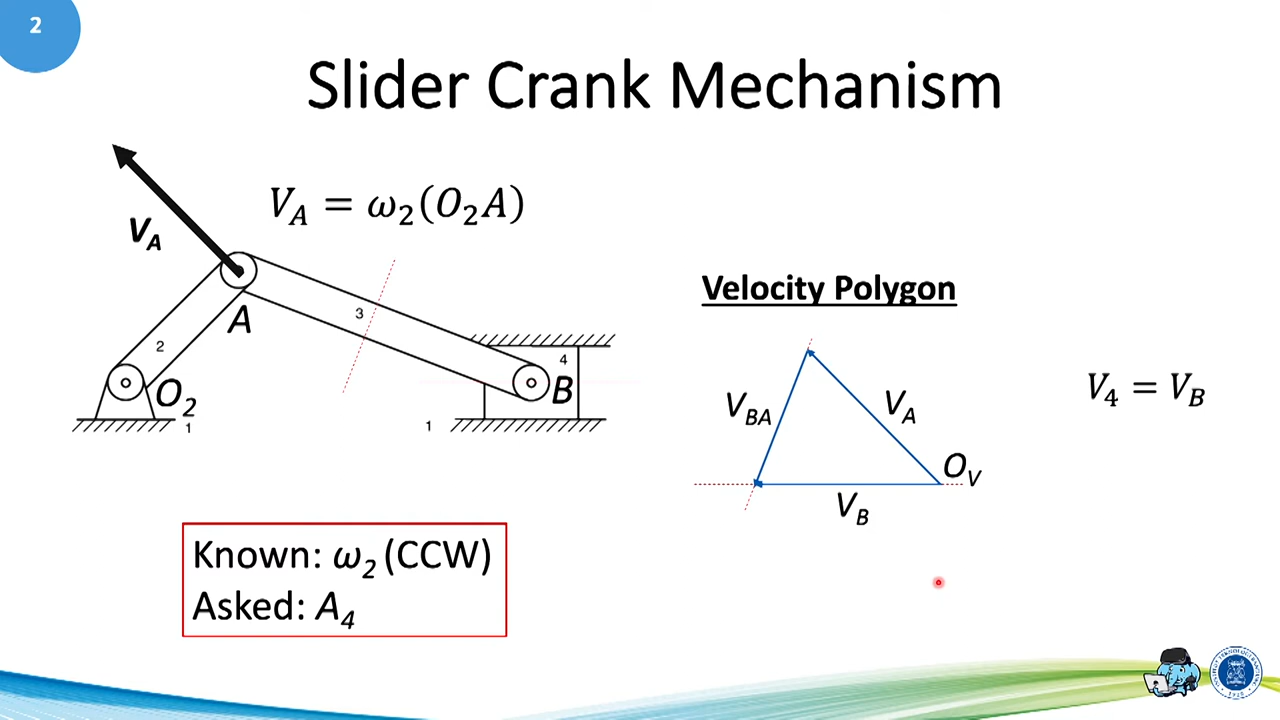 2
Slider Crank Mechanism
V_A = ω₂(O₂A)
V_A
A
3
2
4
B
O₂
1
1
Velocity Polygon
V_BA
V_A
O_V
V_B
V₄ = V_B
Known: ω₂ (CCW)
Asked: A₄